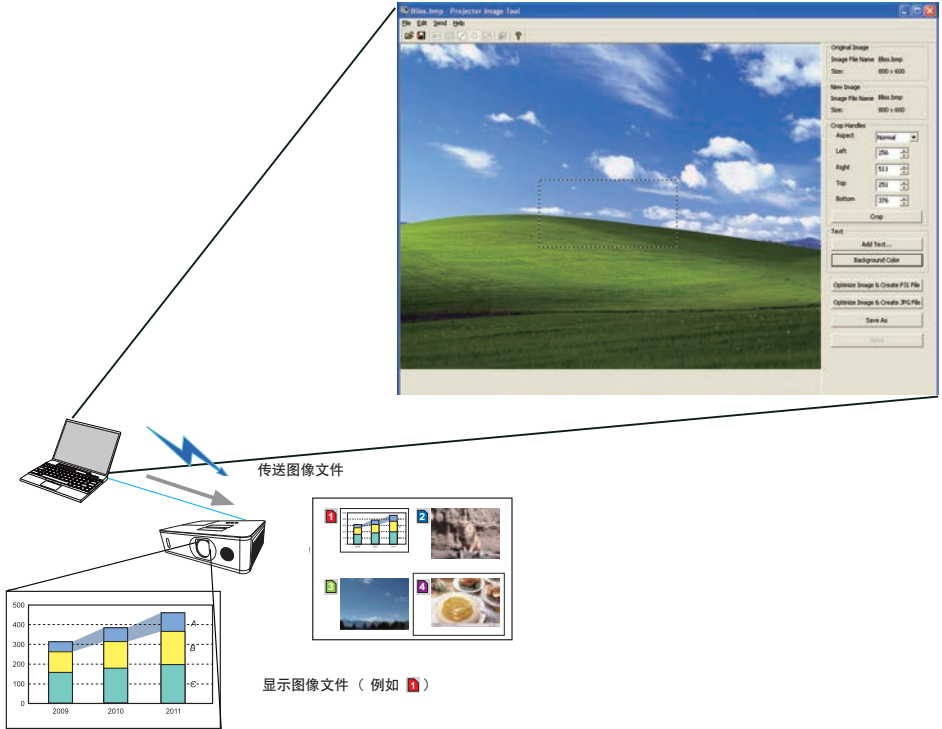 Bliss.bmp Projector Image Tool
File Edit Send Help
Original Image
Image File Name Bliss.bmp
Size: 800 x 600
New Image
Image File Name Bliss.bmp
Size: 800 x 600
Crop Handles
Aspect Normal
Left 256
Right 511
Top 251
Bottom 376
Crop
Text
Add Text...
Background Color
Optimize Image & Create PJI File
Optimize Image & Create JPG File
Save As
Send
传送图像文件
1 2
3 4
500
400 A
300 B
200
100 C
0
2009 2010 2011
显示图像文件（ 例如 1 ）